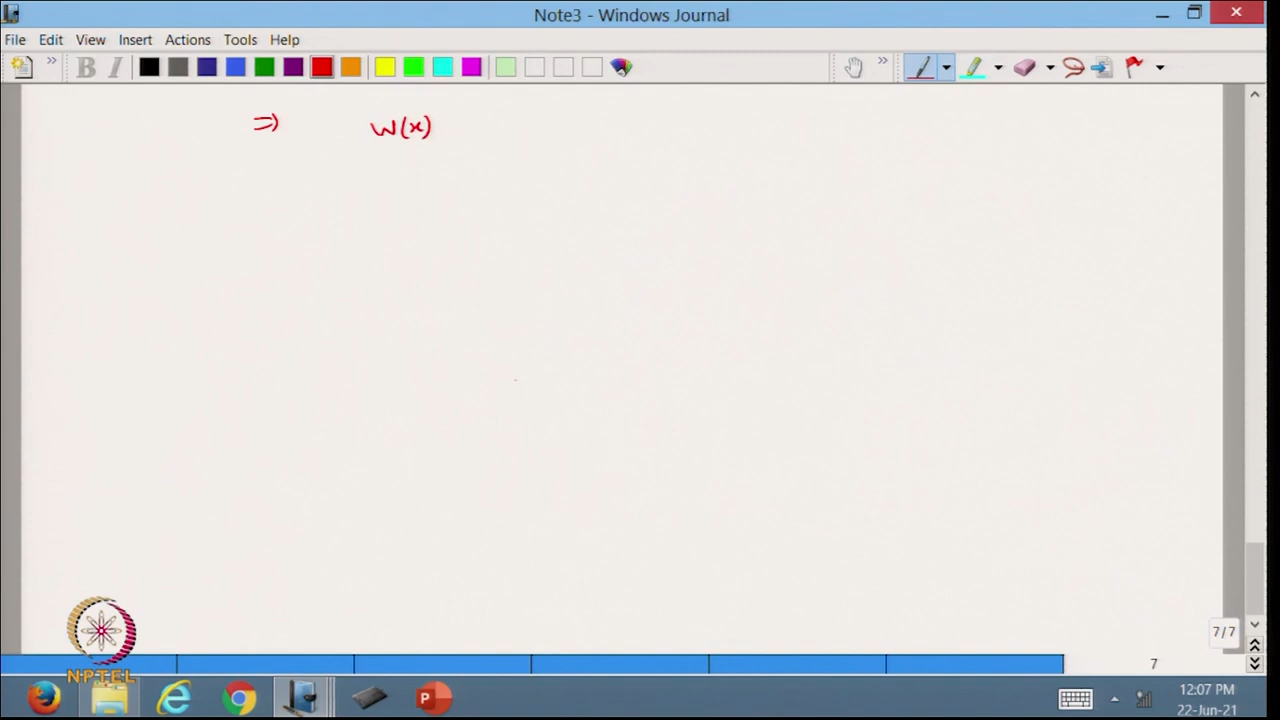 Note3 - Windows Journal
File Edit View Insert Actions Tools Help
B I
⇒ W(x)
7/7
7
NPTEL
12:07 PM
22-Jun-21